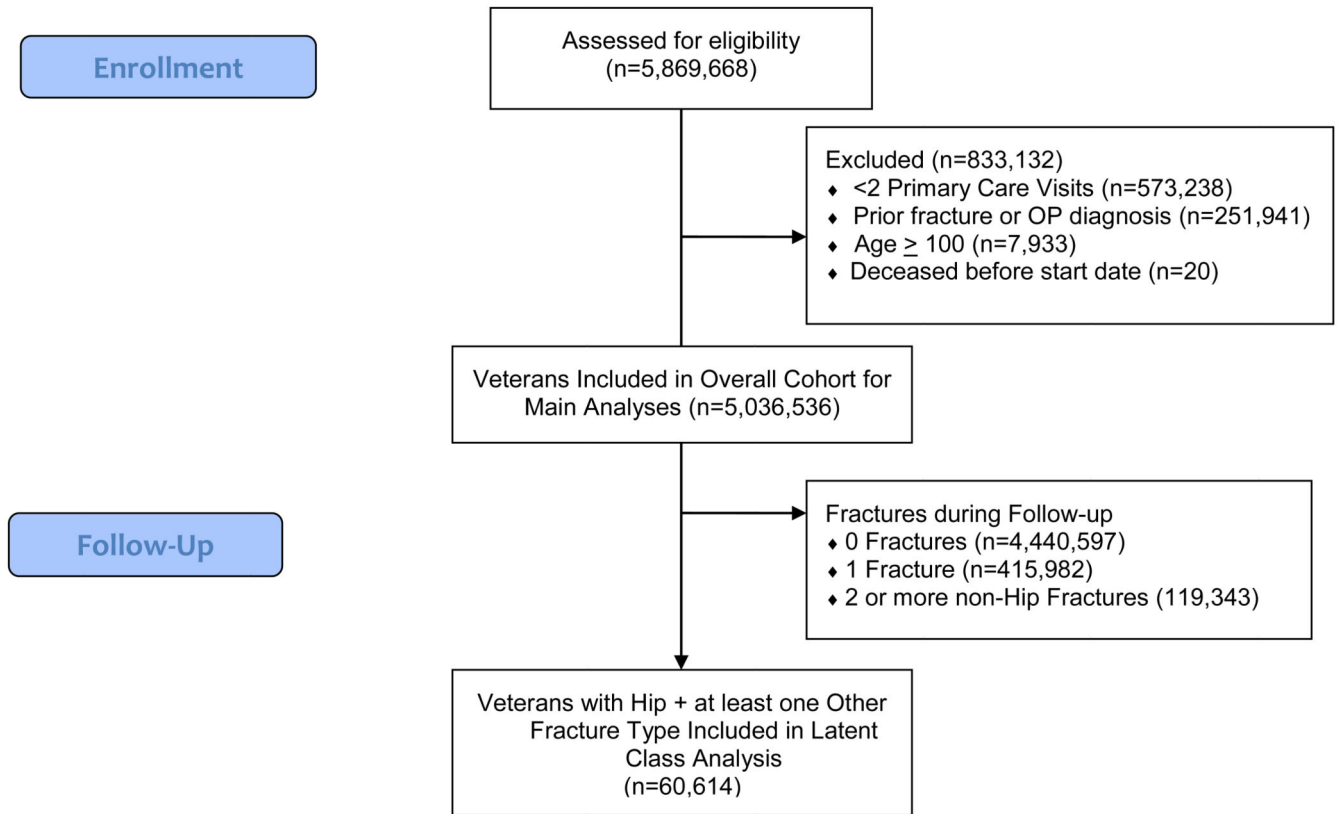 Enrollment
Assessed for eligibility
(n=5,869,668)
Excluded (n=833,132)
♦ <2 Primary Care Visits (n=573,238)
♦ Prior fracture or OP diagnosis (n=251,941)
♦ Age ≥ 100 (n=7,933)
♦ Deceased before start date (n=20)
Veterans Included in Overall Cohort for
Main Analyses (n=5,036,536)
Follow-Up
Fractures during Follow-up
♦ 0 Fractures (n=4,440,597)
♦ 1 Fracture (n=415,982)
♦ 2 or more non-Hip Fractures (119,343)
Veterans with Hip + at least one Other
Fracture Type Included in Latent
Class Analysis
(n=60,614)